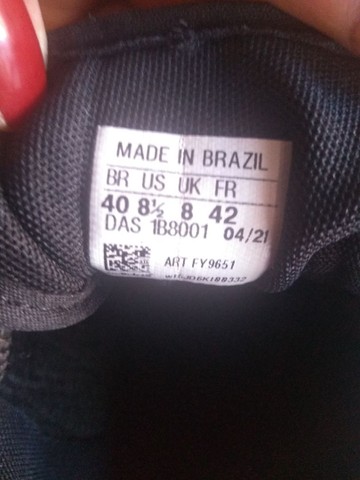 MADE IN BRAZIL
BR US UK FR
40 8½ 8 42
DAS 1B8001 04/21
ART FY9651